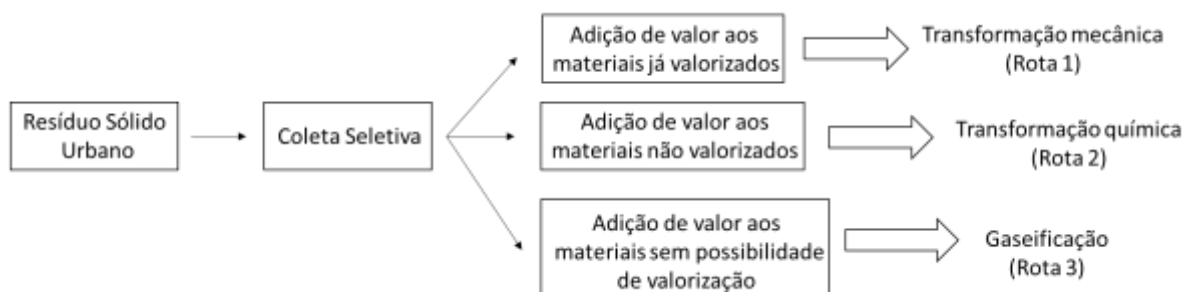 Resíduo Sólido
Urbano
Coleta Seletiva
Adição de valor aos
materiais já valorizados
Transformação mecânica
(Rota 1)
Adição de valor aos
materiais não valorizados
Transformação química
(Rota 2)
Adição de valor aos
materiais sem possibilidade
de valorização
Gaseificação
(Rota 3)